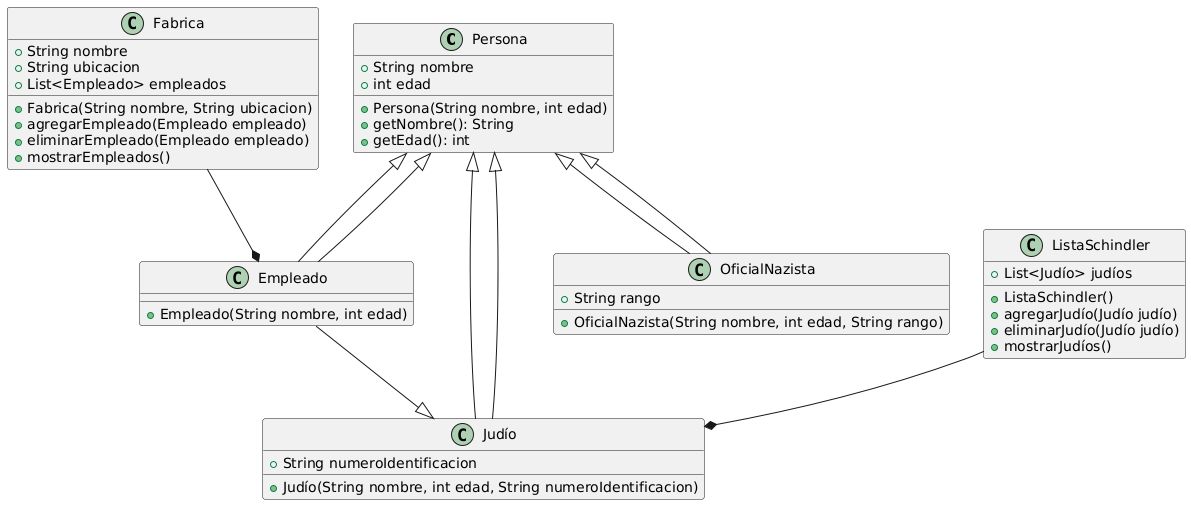 C Fabrica
String nombre
String ubicacion
List<Empleado> empleados
Fabrica(String nombre, String ubicacion)
agregarEmpleado(Empleado empleado)
eliminarEmpleado(Empleado empleado)
mostrarEmpleados()
C Persona
String nombre
int edad
Persona(String nombre, int edad)
getNombre(): String
getEdad(): int
C Empleado
Empleado(String nombre, int edad)
C OficialNazista
String rango
OficialNazista(String nombre, int edad, String rango)
C ListaSchindler
List<Judío> judíos
ListaSchindler()
agregarJudío(Judío judío)
eliminarJudío(Judío judío)
mostrarJudíos()
C Judío
String numeroIdentificacion
Judío(String nombre, int edad, String numeroIdentificacion)